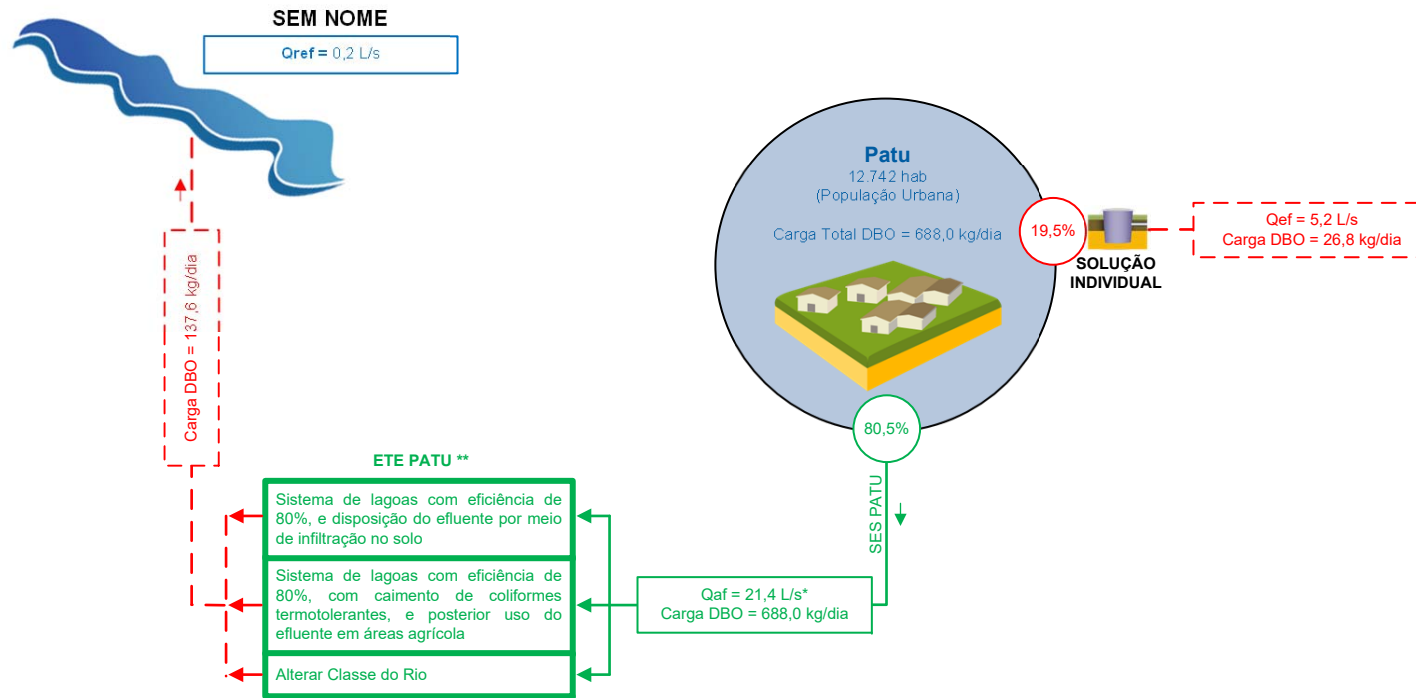 SEM NOME
Qref = 0,2 L/s
Patu
12.742 hab
(População Urbana)
Carga Total DBO = 688,0 kg/dia
19,5%
SOLUÇÃO
INDIVIDUAL
Qef = 5,2 L/s
Carga DBO = 26,8 kg/dia
80,5%
SES PATU
Qaf = 21,4 L/s*
Carga DBO = 688,0 kg/dia
ETE PATU **
Sistema de lagoas com eficiência de
80%, e disposição do efluente por meio
de infiltração no solo
Sistema de lagoas com eficiência de
80%, com caimento de coliformes
termotolerantes, e posterior uso do
efluente em áreas agrícola
Alterar Classe do Rio
Carga DBO = 137,6 kg/dia